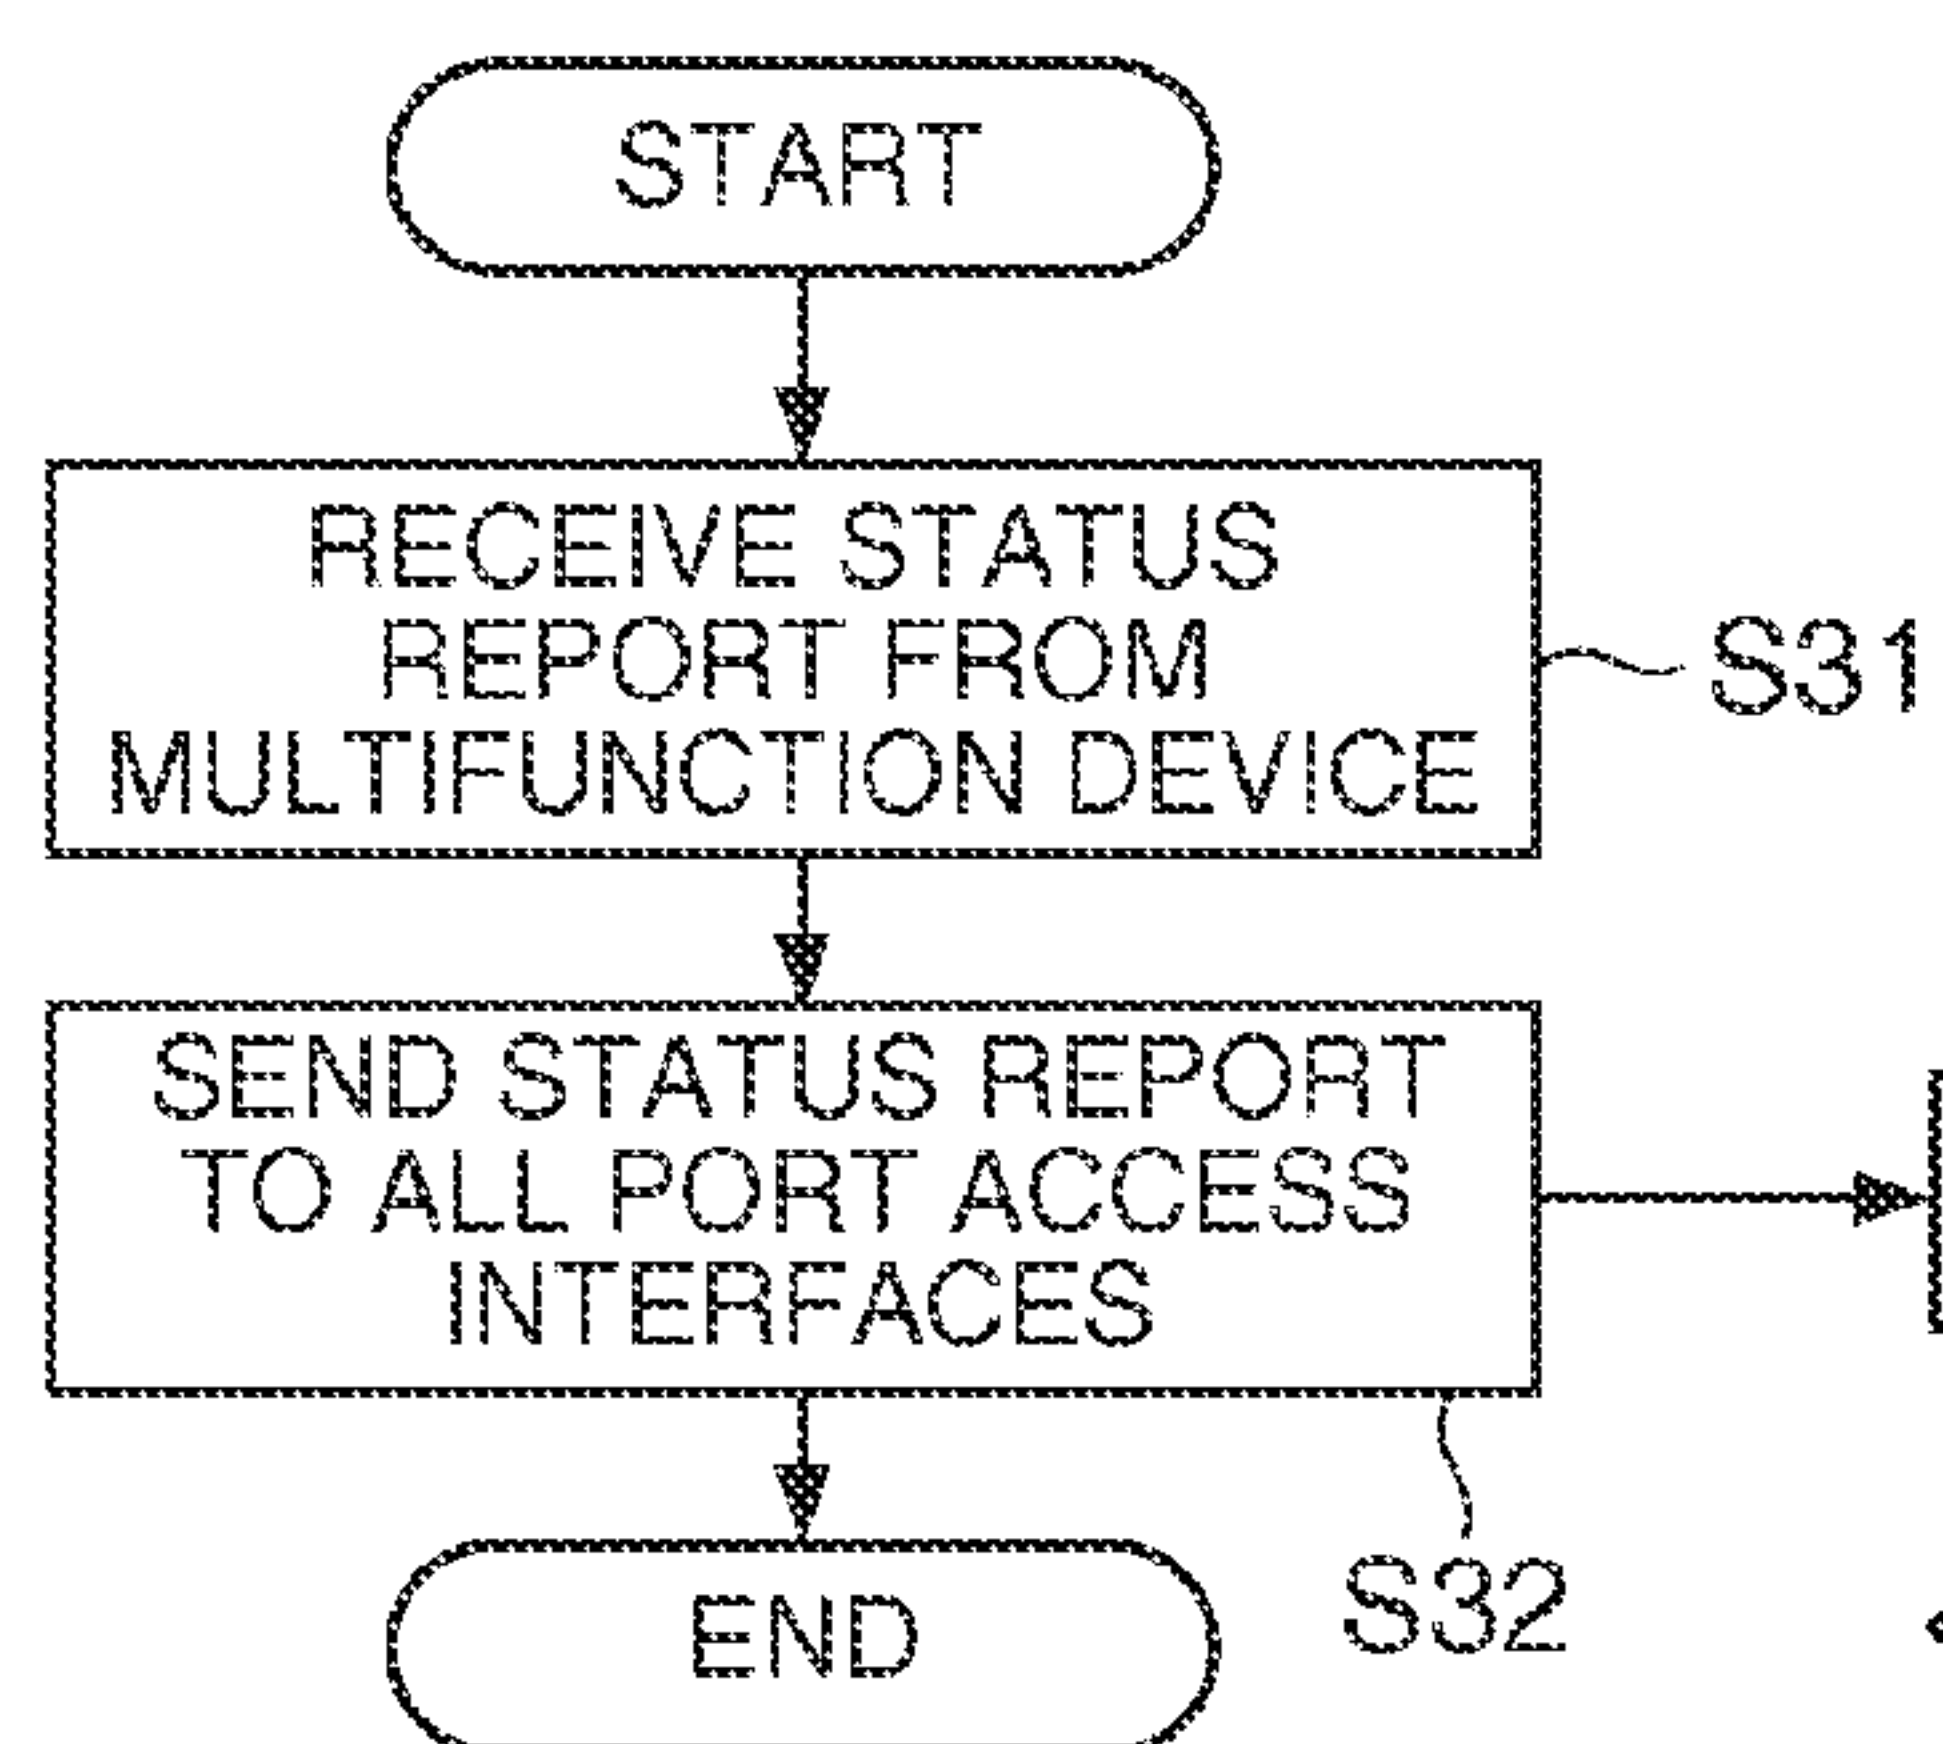 START
RECEIVE STATUS
REPORT FROM
MULTIFUNCTION DEVICE
S31
SEND STATUS REPORT
TO ALL PORT ACCESS
INTERFACES
S32
END